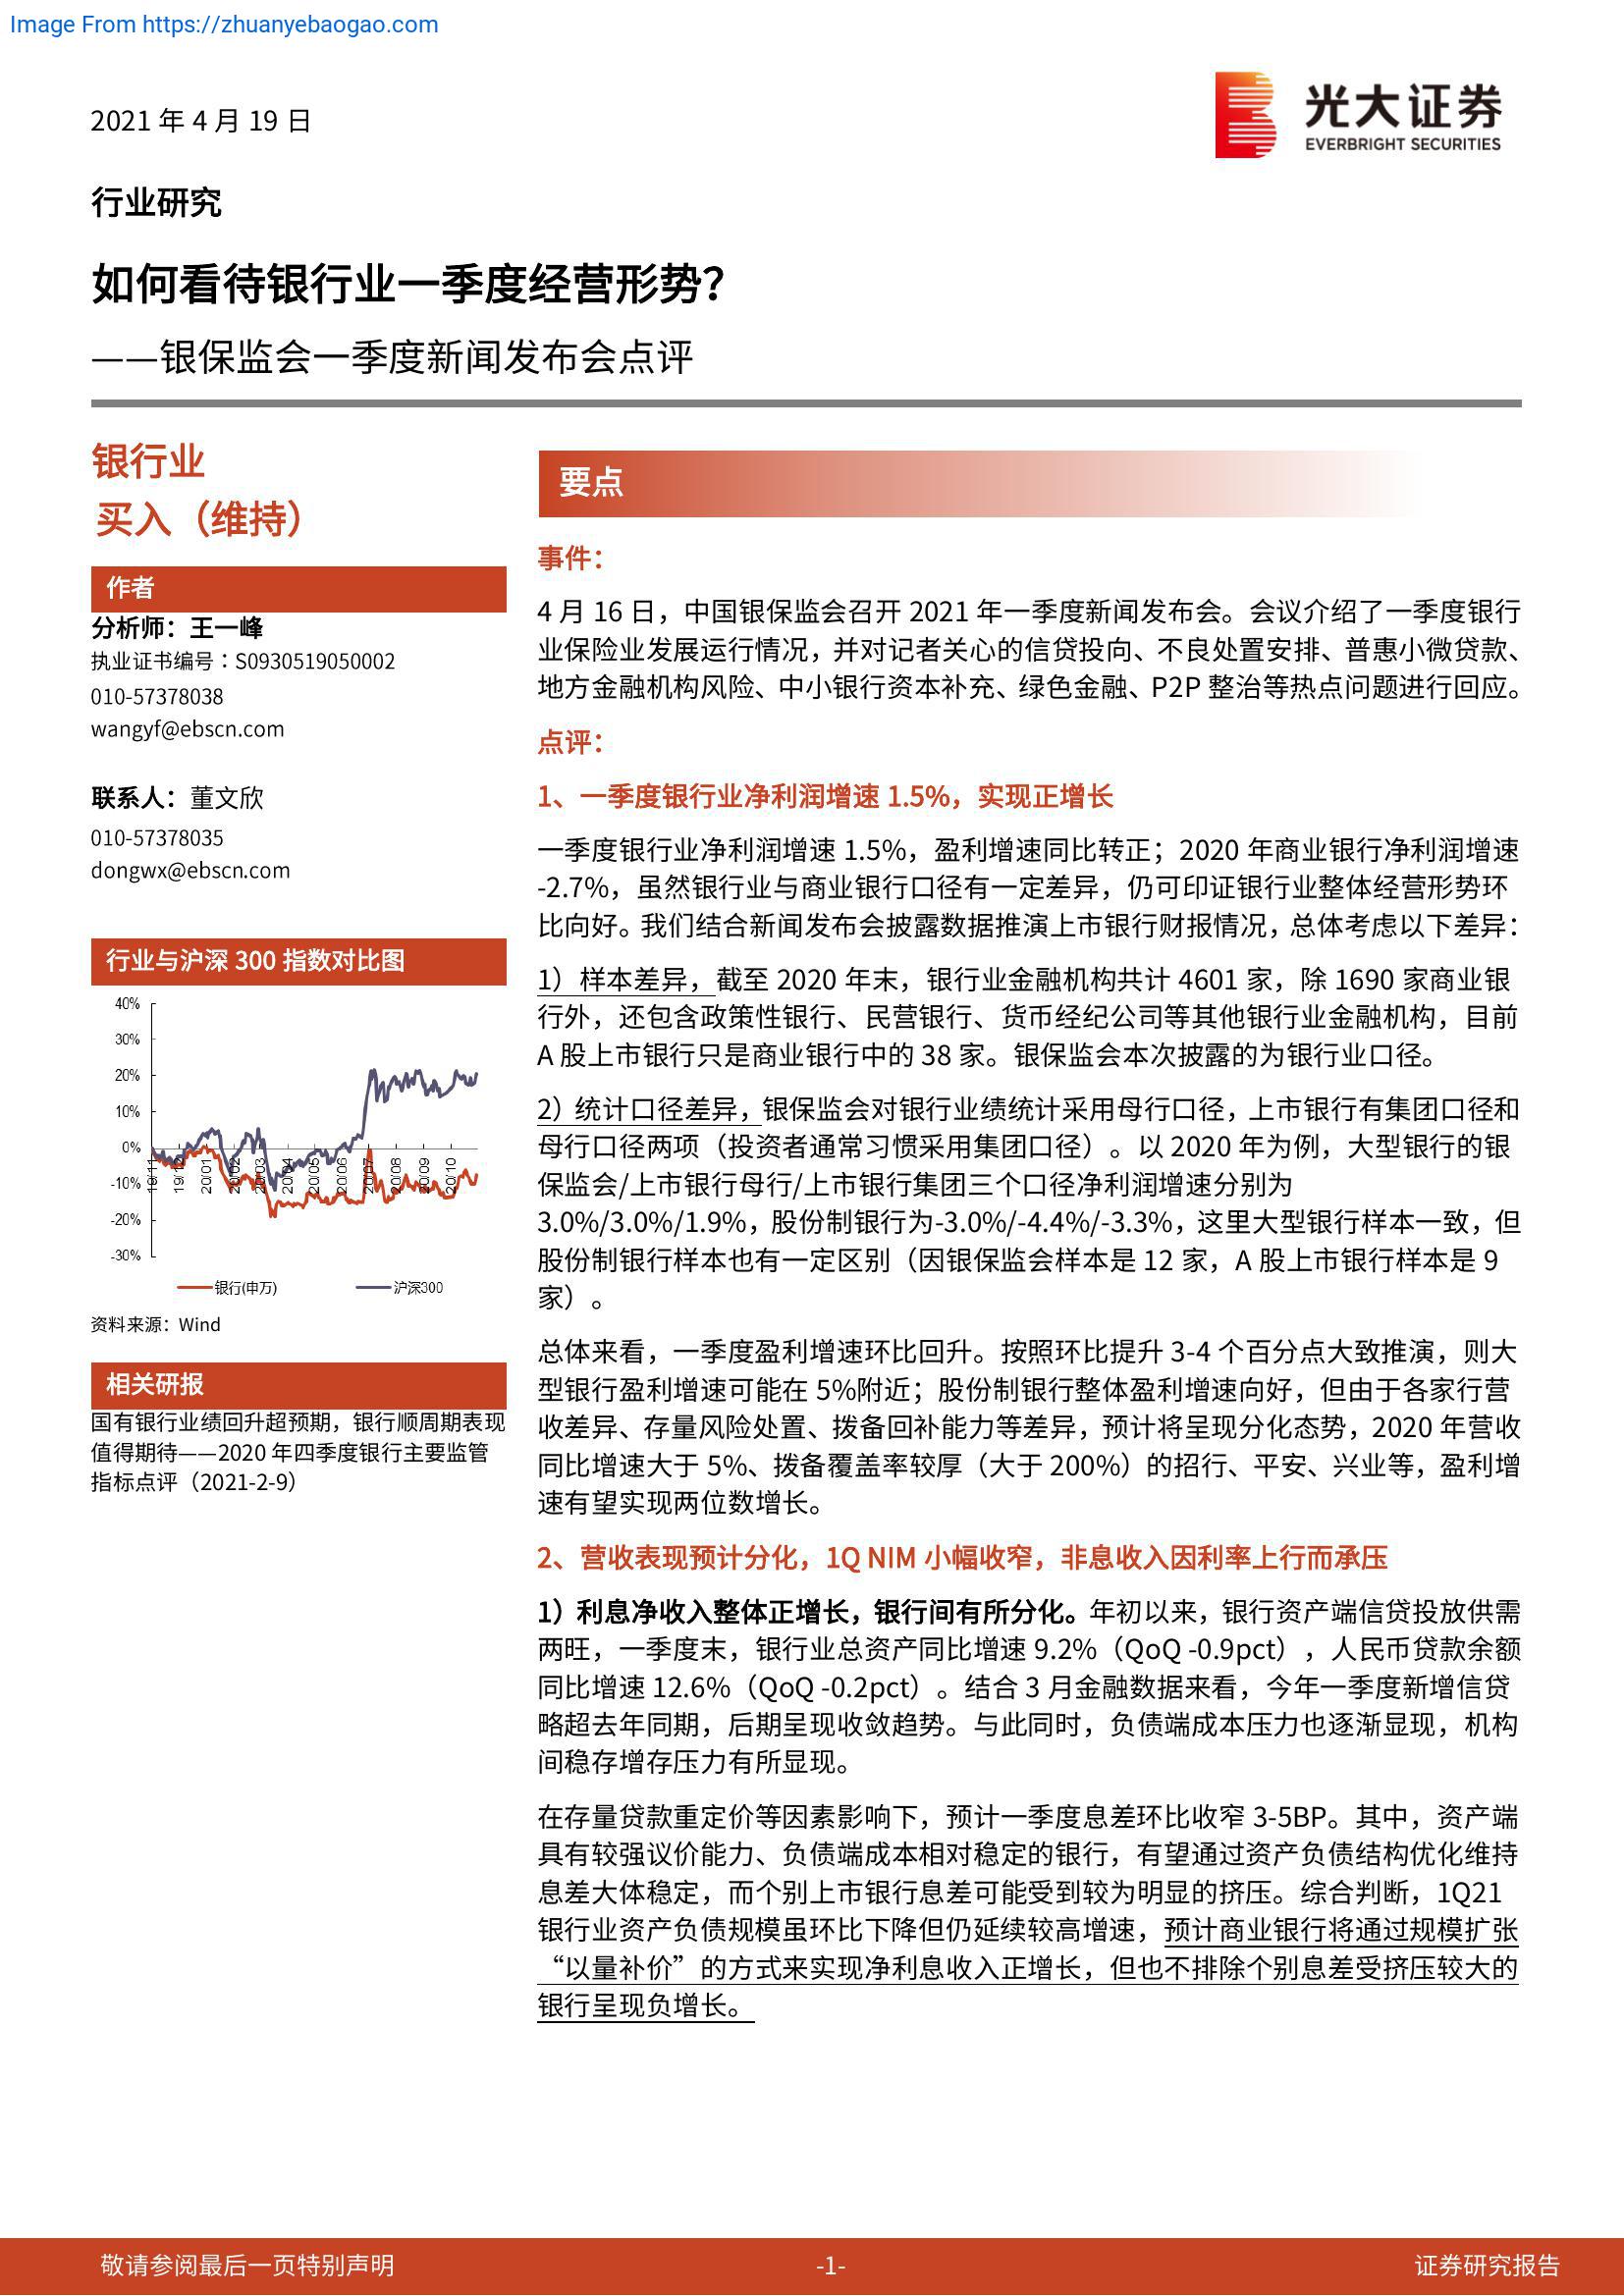 Image From https://zhuanyebaogao.com
2021 年 4 月 19 日
光大证券
EVERBRIGHT SECURITIES
行业研究
如何看待银行业一季度经营形势？
——银保监会一季度新闻发布会点评
银行业
买入（维持）
作者
分析师：王一峰
执业证书编号：S0930519050002
010-57378038
wangyf@ebscn.com
联系人：董文欣
010-57378035
dongwx@ebscn.com
行业与沪深 300 指数对比图
40%
30%
20%
10%
0%
-10%
-20%
-30%
19/11
19/12
20/01
20/02
20/03
20/04
20/05
20/06
20/07
20/08
20/09
20/10
银行(申万)
沪深300
资料来源：Wind
相关研报
国有银行业绩回升超预期，银行顺周期表现
值得期待——2020 年四季度银行主要监管
指标点评（2021-2-9）
要点
事件：
4 月 16 日，中国银保监会召开 2021 年一季度新闻发布会。会议介绍了一季度银行
业保险业发展运行情况，并对记者关心的信贷投向、不良处置安排、普惠小微贷款、
地方金融机构风险、中小银行资本补充、绿色金融、P2P 整治等热点问题进行回应。
点评：
1、一季度银行业净利润增速 1.5%，实现正增长
一季度银行业净利润增速 1.5%，盈利增速同比转正；2020 年商业银行净利润增速
-2.7%，虽然银行业与商业银行口径有一定差异，仍可印证银行业整体经营形势环
比向好。我们结合新闻发布会披露数据推演上市银行财报情况，总体考虑以下差异：
1）样本差异，截至 2020 年末，银行业金融机构共计 4601 家，除 1690 家商业银
行外，还包含政策性银行、民营银行、货币经纪公司等其他银行业金融机构，目前
A 股上市银行只是商业银行中的 38 家。银保监会本次披露的为银行业口径。
2）统计口径差异，银保监会对银行业绩统计采用母行口径，上市银行有集团口径和
母行口径两项（投资者通常习惯采用集团口径）。以 2020 年为例，大型银行的银
保监会/上市银行母行/上市银行集团三个口径净利润增速分别为
3.0%/3.0%/1.9%，股份制银行为-3.0%/-4.4%/-3.3%，这里大型银行样本一致，但
股份制银行样本也有一定区别（因银保监会样本是 12 家，A 股上市银行样本是 9
家）。
总体来看，一季度盈利增速环比回升。按照环比提升 3-4 个百分点大致推演，则大
型银行盈利增速可能在 5%附近；股份制银行整体盈利增速向好，但由于各家行营
收差异、存量风险处置、拨备回补能力等差异，预计将呈现分化态势，2020 年营收
同比增速大于 5%、拨备覆盖率较厚（大于 200%）的招行、平安、兴业等，盈利增
速有望实现两位数增长。
2、营收表现预计分化，1Q NIM 小幅收窄，非息收入因利率上行而承压
1）利息净收入整体正增长，银行间有所分化。年初以来，银行资产端信贷投放供需
两旺，一季度末，银行业总资产同比增速 9.2%（QoQ -0.9pct），人民币贷款余额
同比增速 12.6%（QoQ -0.2pct）。结合 3 月金融数据来看，今年一季度新增信贷
略超去年同期，后期呈现收敛趋势。与此同时，负债端成本压力也逐渐显现，机构
间稳存增存压力有所显现。
在存量贷款重定价等因素影响下，预计一季度息差环比收窄 3-5BP。其中，资产端
具有较强议价能力、负债端成本相对稳定的银行，有望通过资产负债结构优化维持
息差大体稳定，而个别上市银行息差可能受到较为明显的挤压。综合判断，1Q21
银行业资产负债规模虽环比下降但仍延续较高增速，预计商业银行将通过规模扩张
“以量补价”的方式来实现净利息收入正增长，但也不排除个别息差受挤压较大的
银行呈现负增长。
敬请参阅最后一页特别声明
-1-
证券研究报告